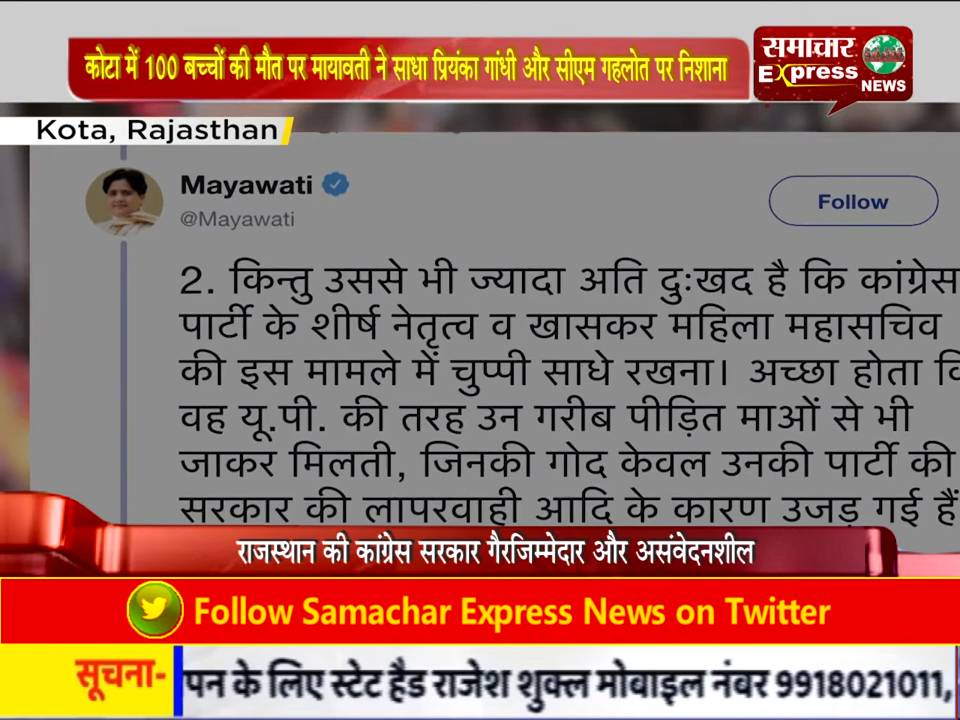 कोटा में 100 बच्चों की मौत पर मायावती ने साधा प्रियंका गांधी और सीएम गहलोत पर निशाना
समाचार
Express
NEWS
Kota, Rajasthan
Mayawati
@Mayawati
Follow
2. किन्तु उससे भी ज्यादा अति दुःखद है कि कांग्रेस
पार्टी के शीर्ष नेतृत्व व खासकर महिला महासचिव
की इस मामले में चुप्पी साधे रखना। अच्छा होता
वह यू.पी. की तरह उन गरीब पीड़ित माओं से भी
जाकर मिलती, जिनकी गोद केवल उनकी पार्टी की
सरकार की लापरवाही आदि के कारण उजड़ गई हैं
राजस्थान की कांग्रेस सरकार गैरजिम्मेदार और असंवेदनशील
Follow Samachar Express News on Twitter
सूचना- पन के लिए स्टेट हैड राजेश शुक्ल मोबाइल नंबर 9918021011,